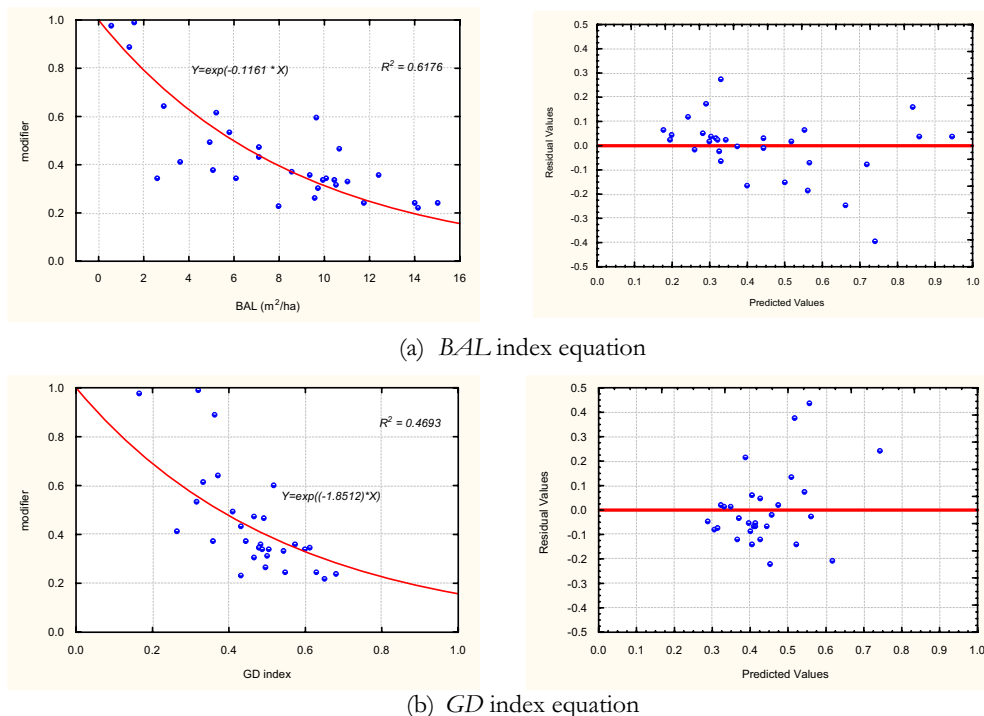 1.0
0.8
0.6
0.4
0.2
0.0
modifier
Y=exp(-0.1161 * X)
R² = 0.6176
0 2 4 6 8 10 12 14 16
BAL (m²/ha)
0.5
0.4
0.3
0.2
0.1
0.0
-0.1
-0.2
-0.3
-0.4
-0.5
Residual Values
0.0 0.1 0.2 0.3 0.4 0.5 0.6 0.7 0.8 0.9 1.0
Predicted Values
(a) BAL index equation
1.0
0.8
0.6
0.4
0.2
0.0
modifier
R² = 0.4693
Y=exp((-1.8512)*X)
0.0 0.2 0.4 0.6 0.8 1.0
GD index
0.5
0.4
0.3
0.2
0.1
0.0
-0.1
-0.2
-0.3
-0.4
-0.5
Residual Values
0.0 0.1 0.2 0.3 0.4 0.5 0.6 0.7 0.8 0.9 1.0
Predicted Values
(b) GD index equation